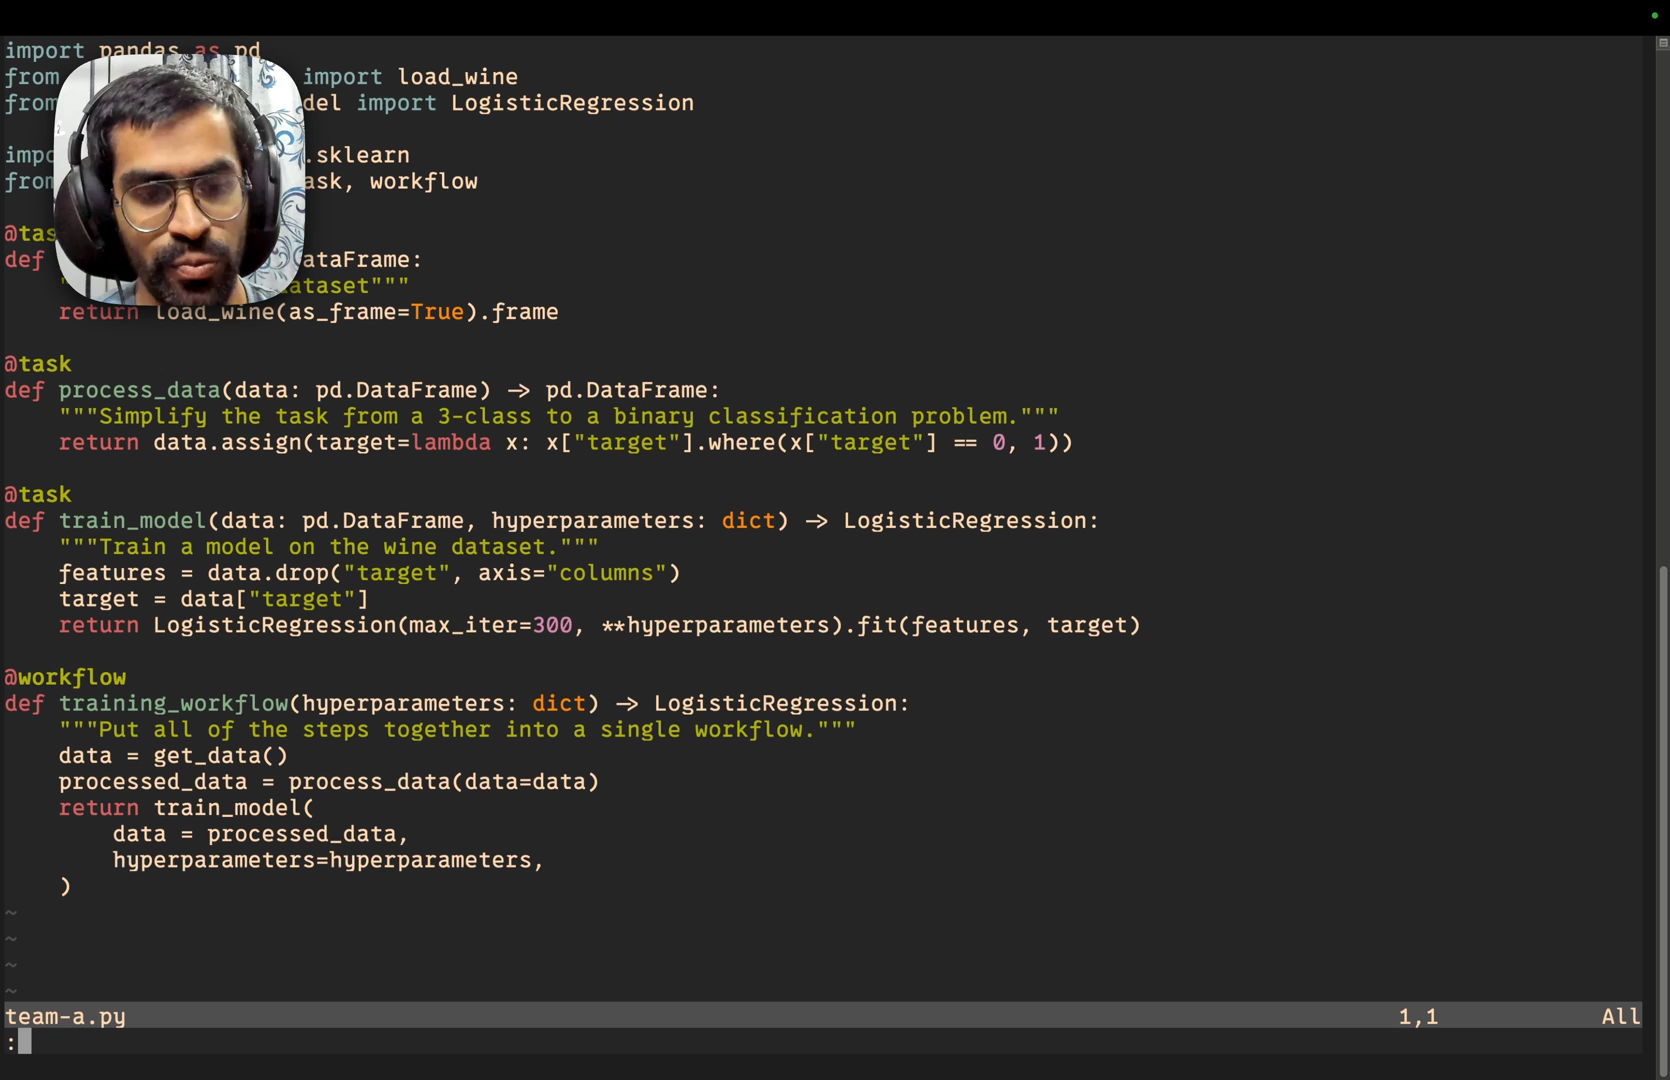 import pandas as pd
from import load_wine
from del import LogisticRegression
impo .sklearn
from ask, workflow
@tas
def ataFrame:
" ataset"""
return load_wine(as_frame=True).frame
@task
def process_data(data: pd.DataFrame) -> pd.DataFrame:
"""Simplify the task from a 3-class to a binary classification problem."""
return data.assign(target=lambda x: x["target"].where(x["target"] == 0, 1))
@task
def train_model(data: pd.DataFrame, hyperparameters: dict) -> LogisticRegression:
"""Train a model on the wine dataset."""
features = data.drop("target", axis="columns")
target = data["target"]
return LogisticRegression(max_iter=300, **hyperparameters).fit(features, target)
@workflow
def training_workflow(hyperparameters: dict) -> LogisticRegression:
"""Put all of the steps together into a single workflow."""
data = get_data()
processed_data = process_data(data=data)
return train_model(
data = processed_data,
hyperparameters=hyperparameters,
)
~
~
~
~
team-a.py 1,1 All
: